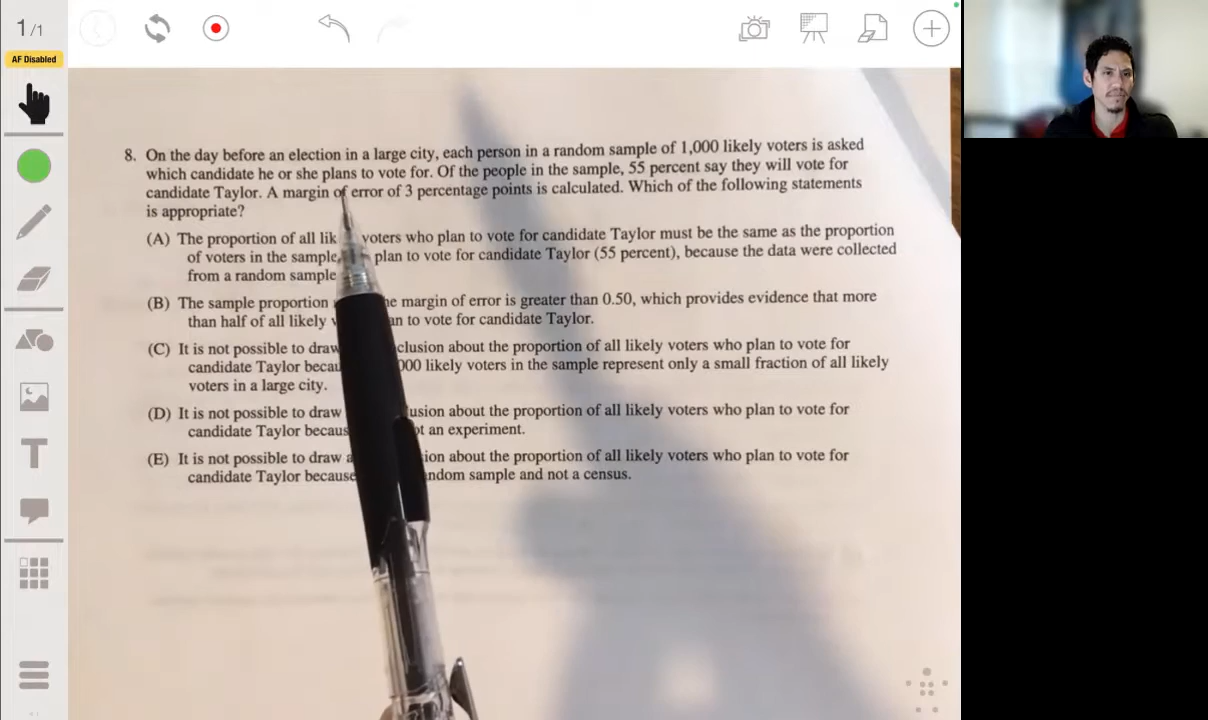 1/1
AF Disabled
8. On the day before an election in a large city, each person in a random sample of 1,000 likely voters is asked
which candidate he or she plans to vote for. Of the people in the sample, 55 percent say they will vote for
candidate Taylor. A margin of error of 3 percentage points is calculated. Which of the following statements
is appropriate?
(A) The proportion of all lik voters who plan to vote for candidate Taylor must be the same as the proportion
of voters in the sample plan to vote for candidate Taylor (55 percent), because the data were collected
from a random sample
(B) The sample proportion margin of error is greater than 0.50, which provides evidence that more
than half of all likely to vote for candidate Taylor.
(C) It is not possible to draw about the proportion of all likely voters who plan to vote for
candidate Taylor likely voters in the sample represent only a small fraction of all likely
voters in a large city.
(D) It is not possible to draw about the proportion of all likely voters who plan to vote for
candidate Taylor an experiment.
(E) It is not possible to draw about the proportion of all likely voters who plan to vote for
candidate Taylor because sample and not a census.
T